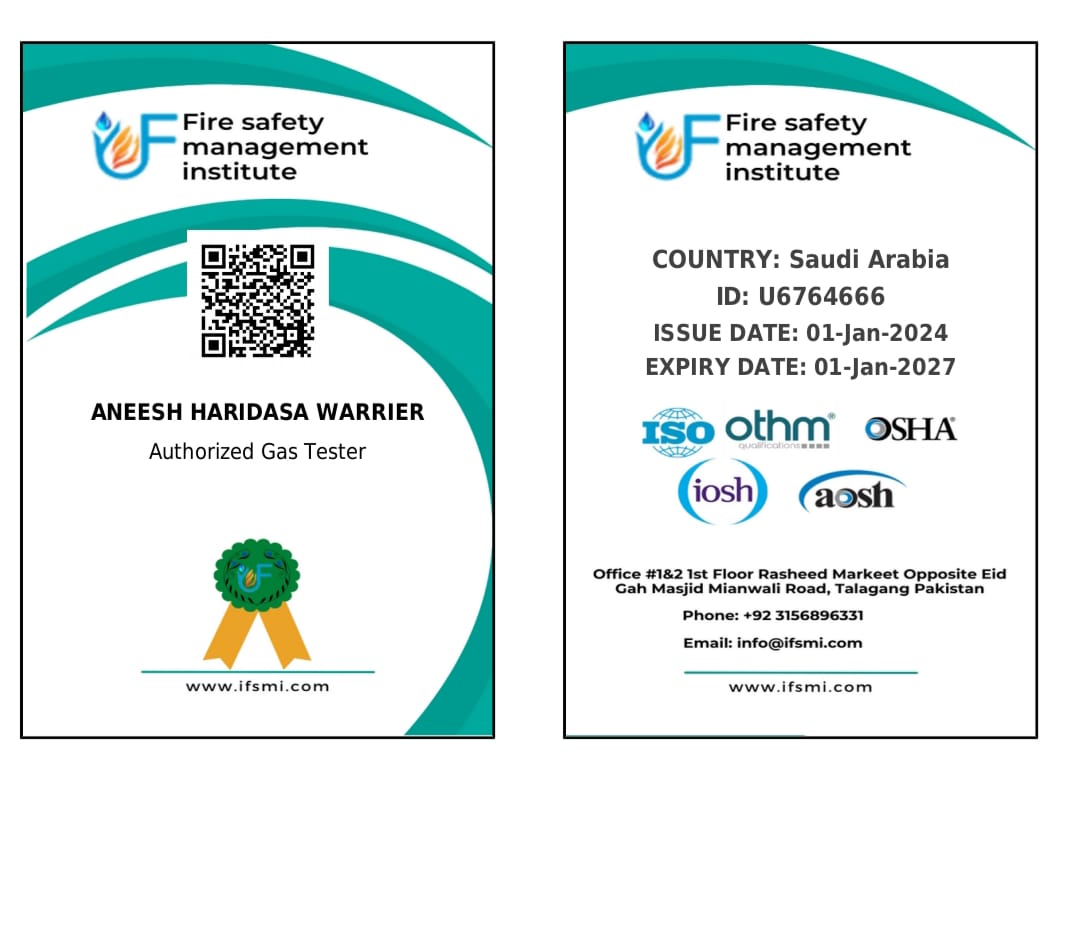 Fire safety
management
institute
ANEESH HARIDASA WARRIER
Authorized Gas Tester
www.ifsmi.com
Fire safety
management
institute
COUNTRY: Saudi Arabia
ID: U6764666
ISSUE DATE: 01-Jan-2024
EXPIRY DATE: 01-Jan-2027
ISO othm® OSHA®
qualifications
iosh aosh
Office #1&2 1st Floor Rasheed Markeet Opposite Eid
Gah Masjid Mianwali Road, Talagang Pakistan
Phone: +92 3156896331
Email: info@ifsmi.com
www.ifsmi.com